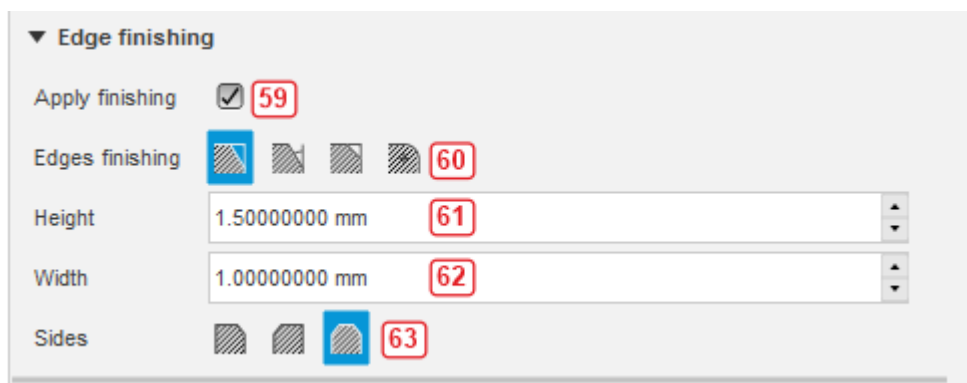 Edge finishing
Apply finishing 59
Edges finishing 60
Height 1.50000000 mm 61
Width 1.00000000 mm 62
Sides 63